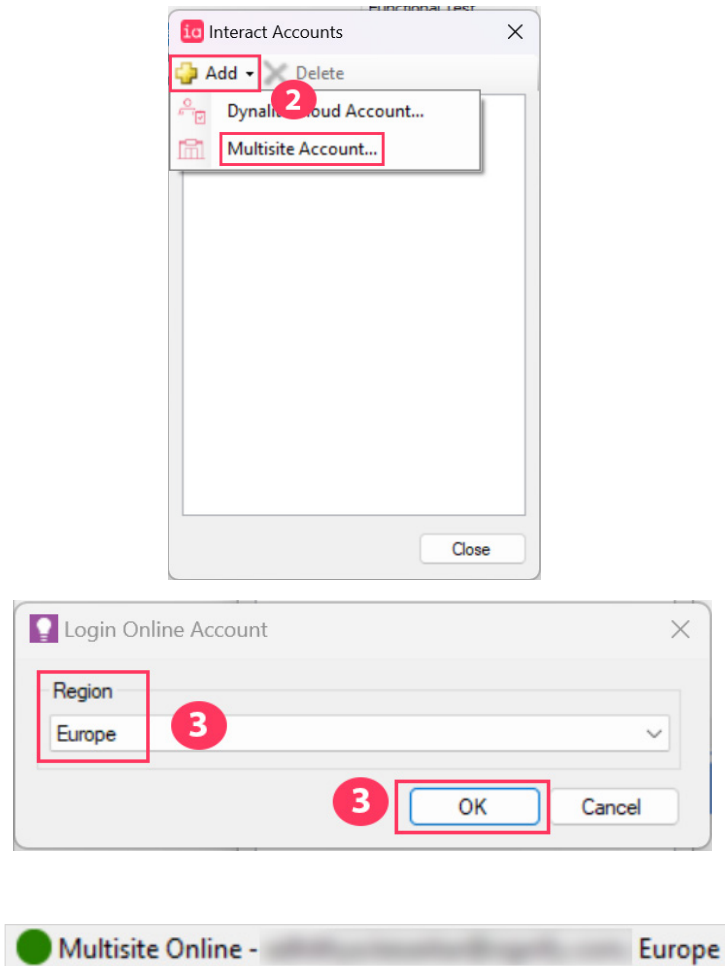 Functional Test
ia Interact Accounts
Add Delete
2
Dynalite Cloud Account...
Multisite Account...
Close
Login Online Account
Region
Europe 3
3 OK Cancel
Multisite Online - Europe